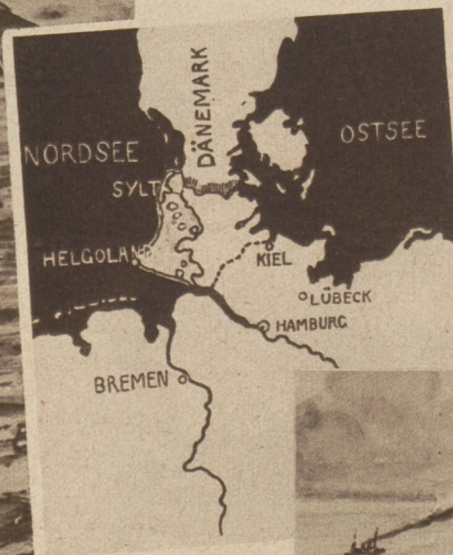 DÄNEMARK
NORDSEE
OSTSEE
SYLT
HELGOLAND
KIEL
LÜBECK
HAMBURG
BREMEN